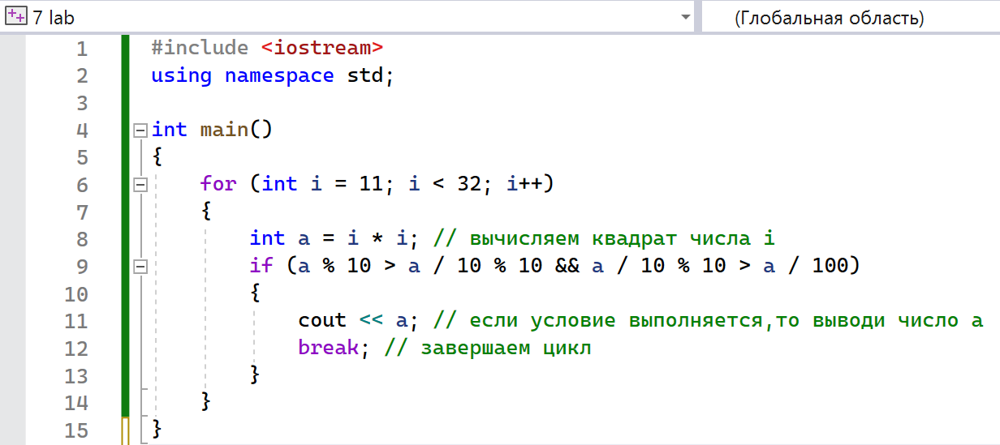 7 lab (Глобальная область)
1 #include <iostream>
2 using namespace std;
3
4 int main()
5 {
6 for (int i = 11; i < 32; i++)
7 {
8 int a = i * i; // вычисляем квадрат числа i
9 if (a % 10 > a / 10 % 10 && a / 10 % 10 > a / 100)
10 {
11 cout << a; // если условие выполняется,то выводи число a
12 break; // завершаем цикл
13 }
14 }
15 }